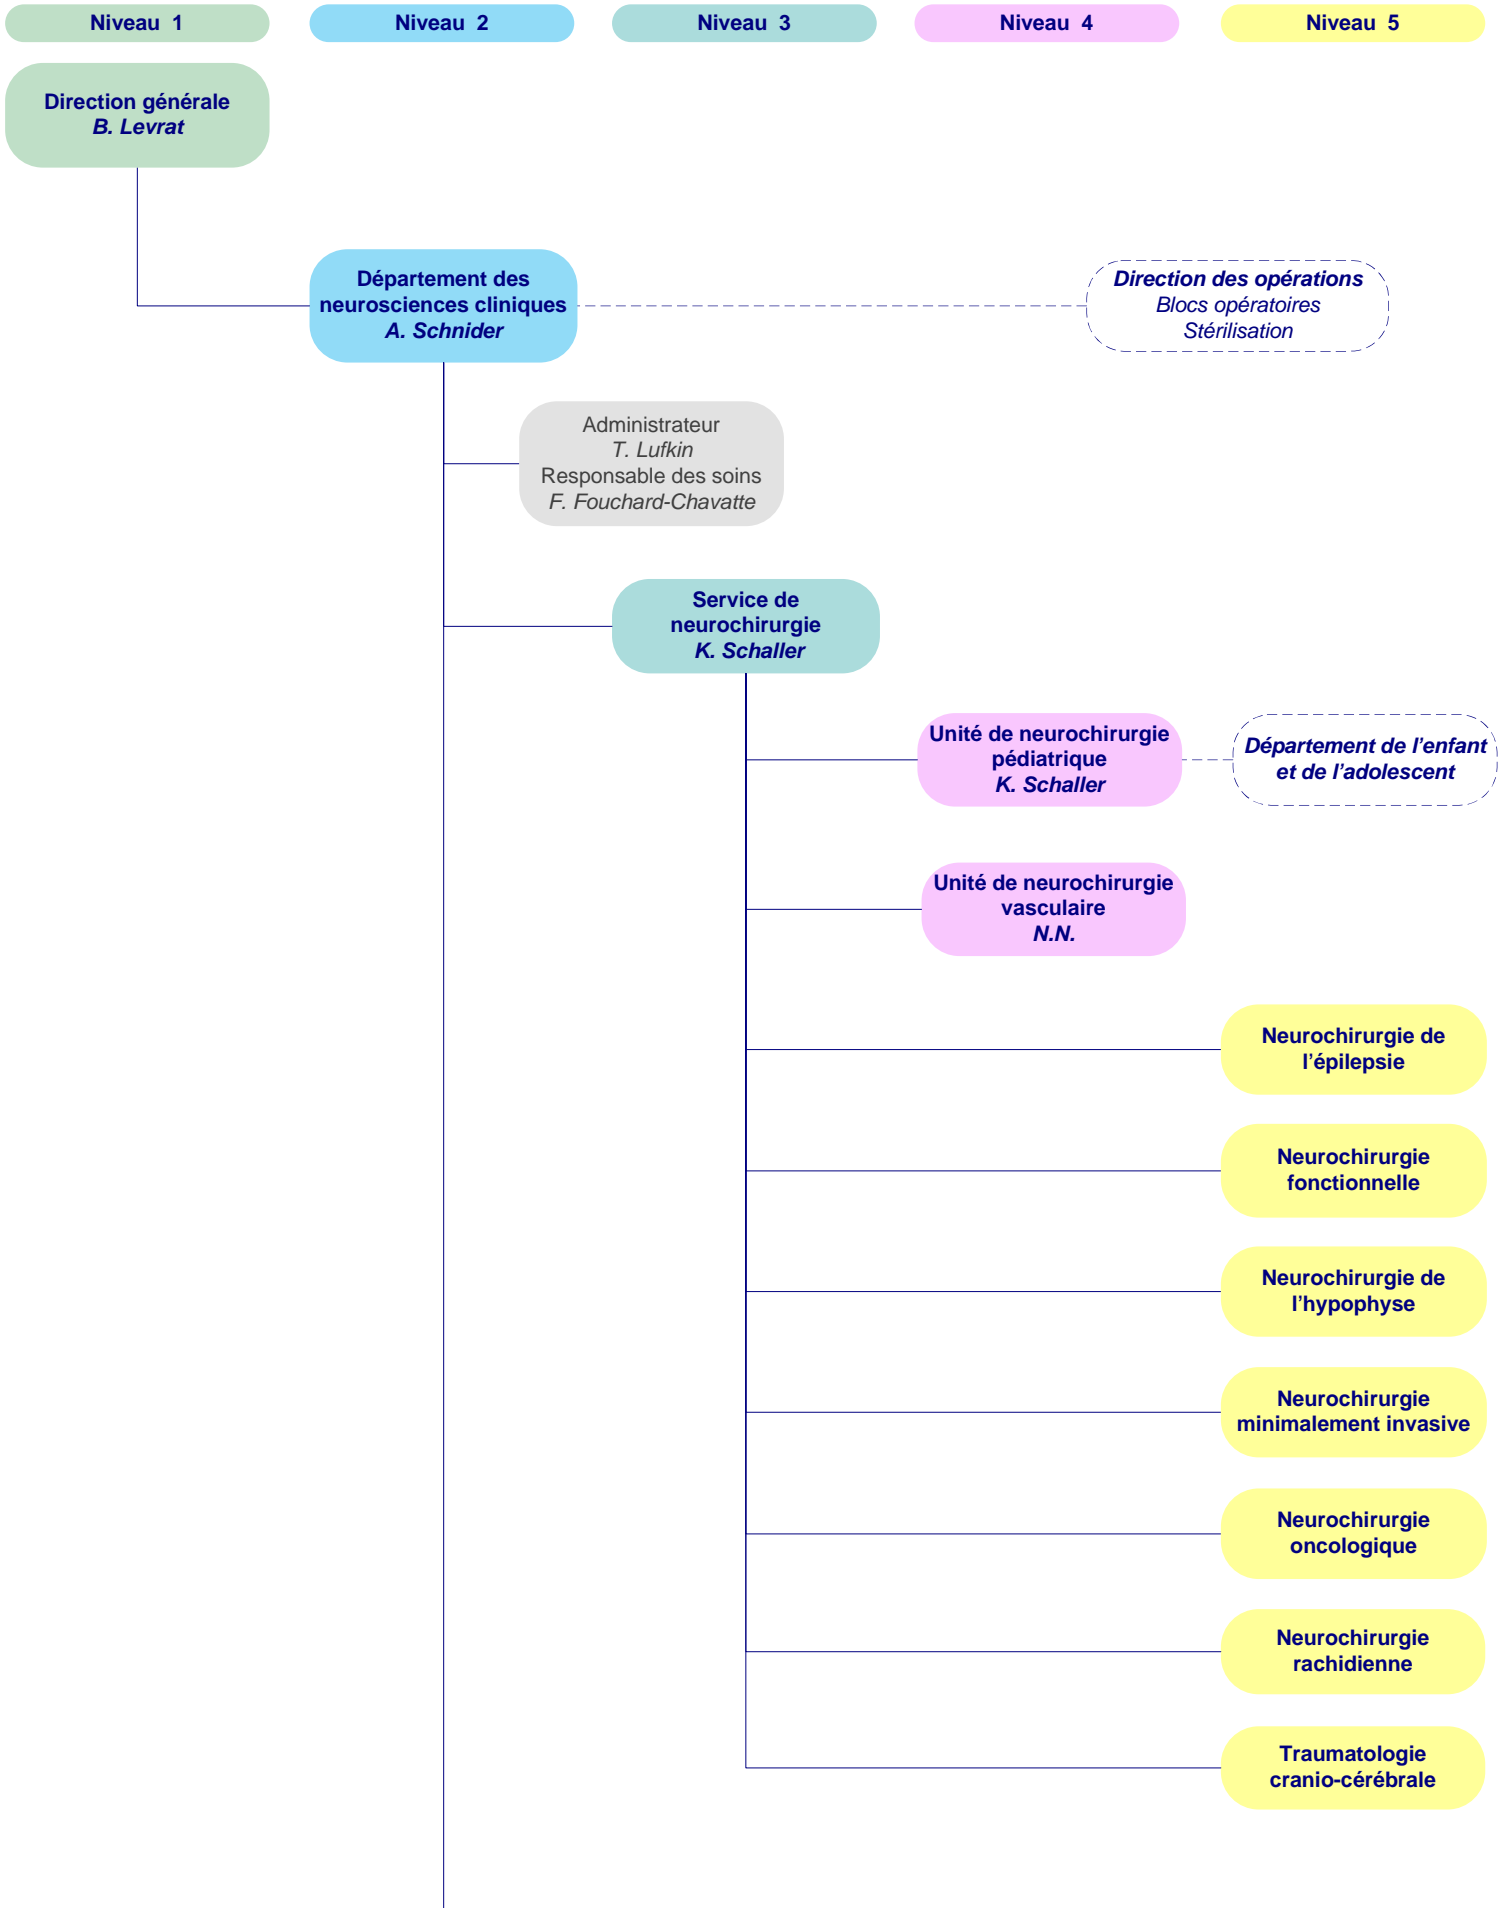 Niveau  1
Niveau  2
Niveau  3
Niveau  4
Niveau  5
Direction générale
B. Levrat
Département des
neurosciences cliniques
A. Schnider
Direction des opérations
Blocs opératoires
Stérilisation
Administrateur
T. Lufkin
Responsable des soins
F. Fouchard-Chavatte
Service de
neurochirurgie
K. Schaller
Unité de neurochirurgie
pédiatrique
K. Schaller
Département de l’enfant
et de l’adolescent
Unité de neurochirurgie
vasculaire
N.N.
Neurochirurgie de
l’épilepsie
Neurochirurgie
fonctionnelle
Neurochirurgie de
l’hypophyse
Neurochirurgie
minimalement invasive
Neurochirurgie
oncologique
Neurochirurgie
rachidienne
Traumatologie
cranio-cérébrale